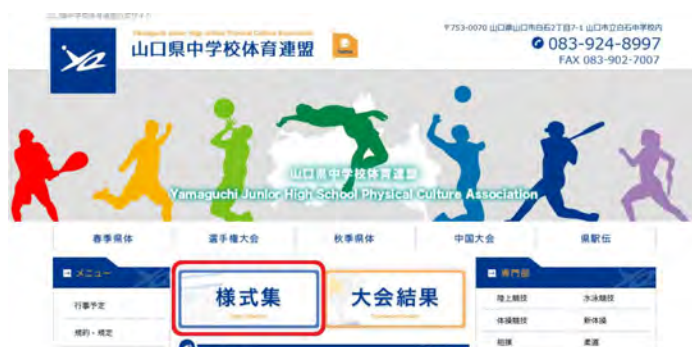 〒753-0070 山口県山口市白石2丁目7-1 山口市立白石中学校内
山口県中学校体育連盟
083-924-8997
FAX 083-902-7007
山口県中学校体育連盟
Yamaguchi Junior High School Physical Culture Association
春季県体
選手権大会
秋季県体
中国大会
県駅伝
メニュー
行事予定
規約・規定
様式集
大会結果
専門部
陸上競技
水泳競技
体操競技
新体操
相撲
柔道